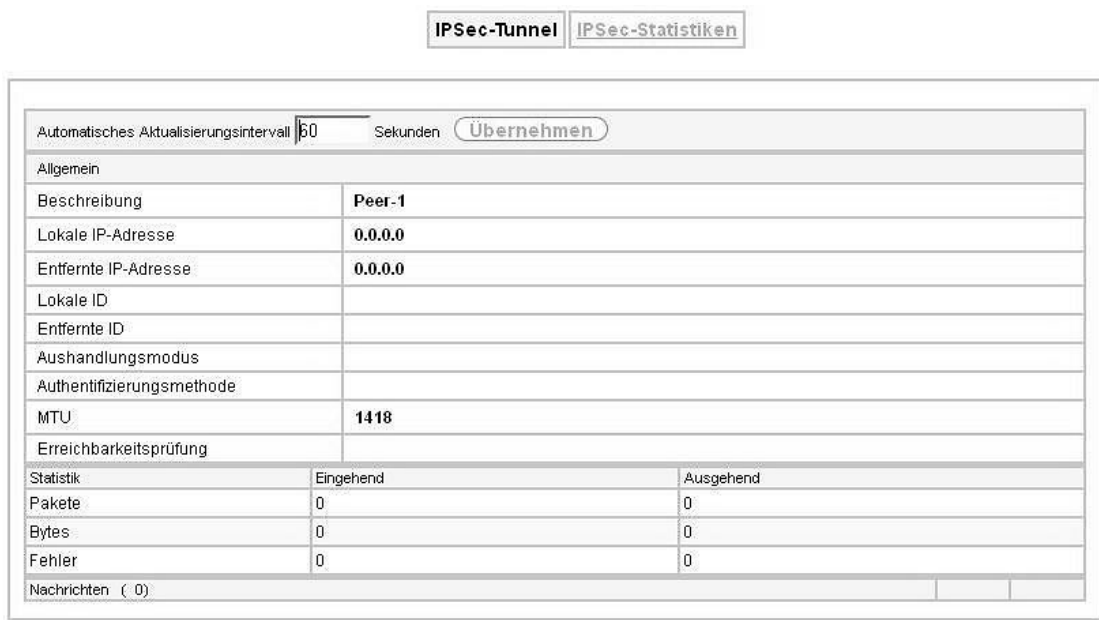 IPSec-Tunnel IPSec-Statistiken
Automatisches Aktualisierungsintervall 60 Sekunden Übernehmen
Allgemein
Beschreibung Peer-1
Lokale IP-Adresse 0.0.0.0
Entfernte IP-Adresse 0.0.0.0
Lokale ID
Entfernte ID
Aushandlungsmodus
Authentifizierungsmethode
MTU 1418
Erreichbarkeitsprüfung
Statistik Eingehend Ausgehend
Pakete 0 0
Bytes 0 0
Fehler 0 0
Nachrichten ( 0)